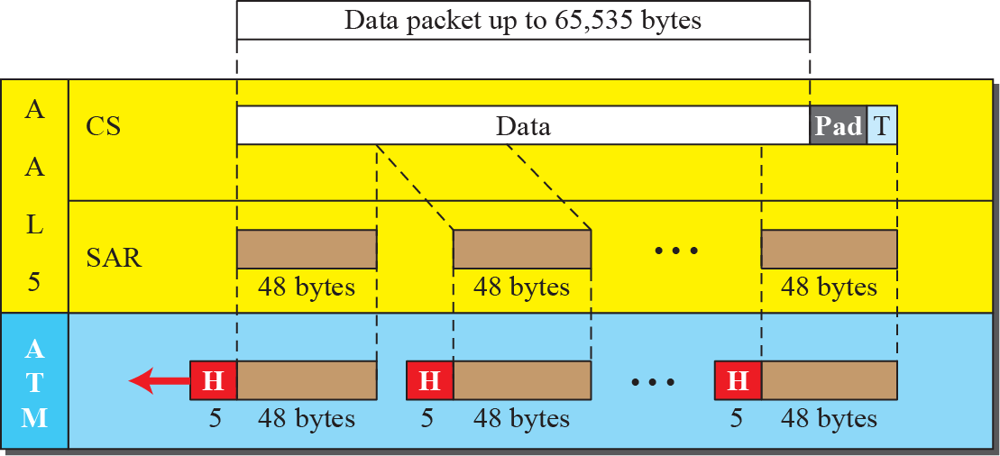 Data packet up to 65,535 bytes
A
A
L
5
CS
Data
Pad
T
SAR
48 bytes
48 bytes
48 bytes
A
T
M
H
H
H
5
48 bytes
5
48 bytes
5
48 bytes